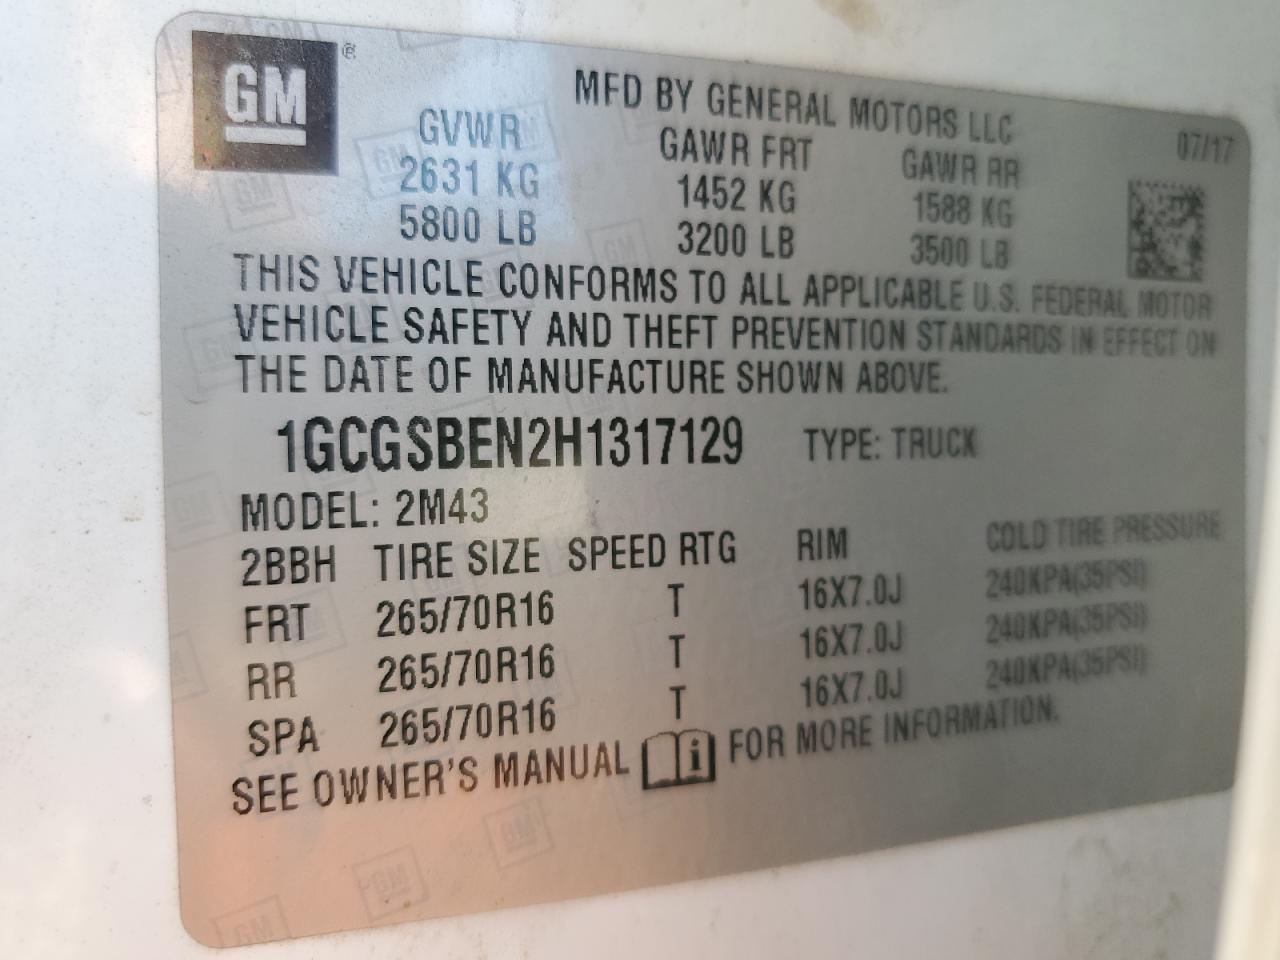 GM ®
MFD BY GENERAL MOTORS LLC 07/17
GVWR GAWR FRT GAWR RR
2631 KG 1452 KG 1588 KG
5800 LB 3200 LB 3500 LB
THIS VEHICLE CONFORMS TO ALL APPLICABLE U.S. FEDERAL MOTOR
VEHICLE SAFETY AND THEFT PREVENTION STANDARDS IN EFFECT ON
THE DATE OF MANUFACTURE SHOWN ABOVE.
1GCGSBEN2H1317129 TYPE: TRUCK
MODEL: 2M43
2BBH TIRE SIZE SPEED RTG RIM COLD TIRE PRESSURE
FRT 265/70R16 T 16X7.0J 240KPA(35PSI)
RR 265/70R16 T 16X7.0J 240KPA(35PSI)
SPA 265/70R16 T 16X7.0J 240KPA(35PSI)
SEE OWNER'S MANUAL i FOR MORE INFORMATION.